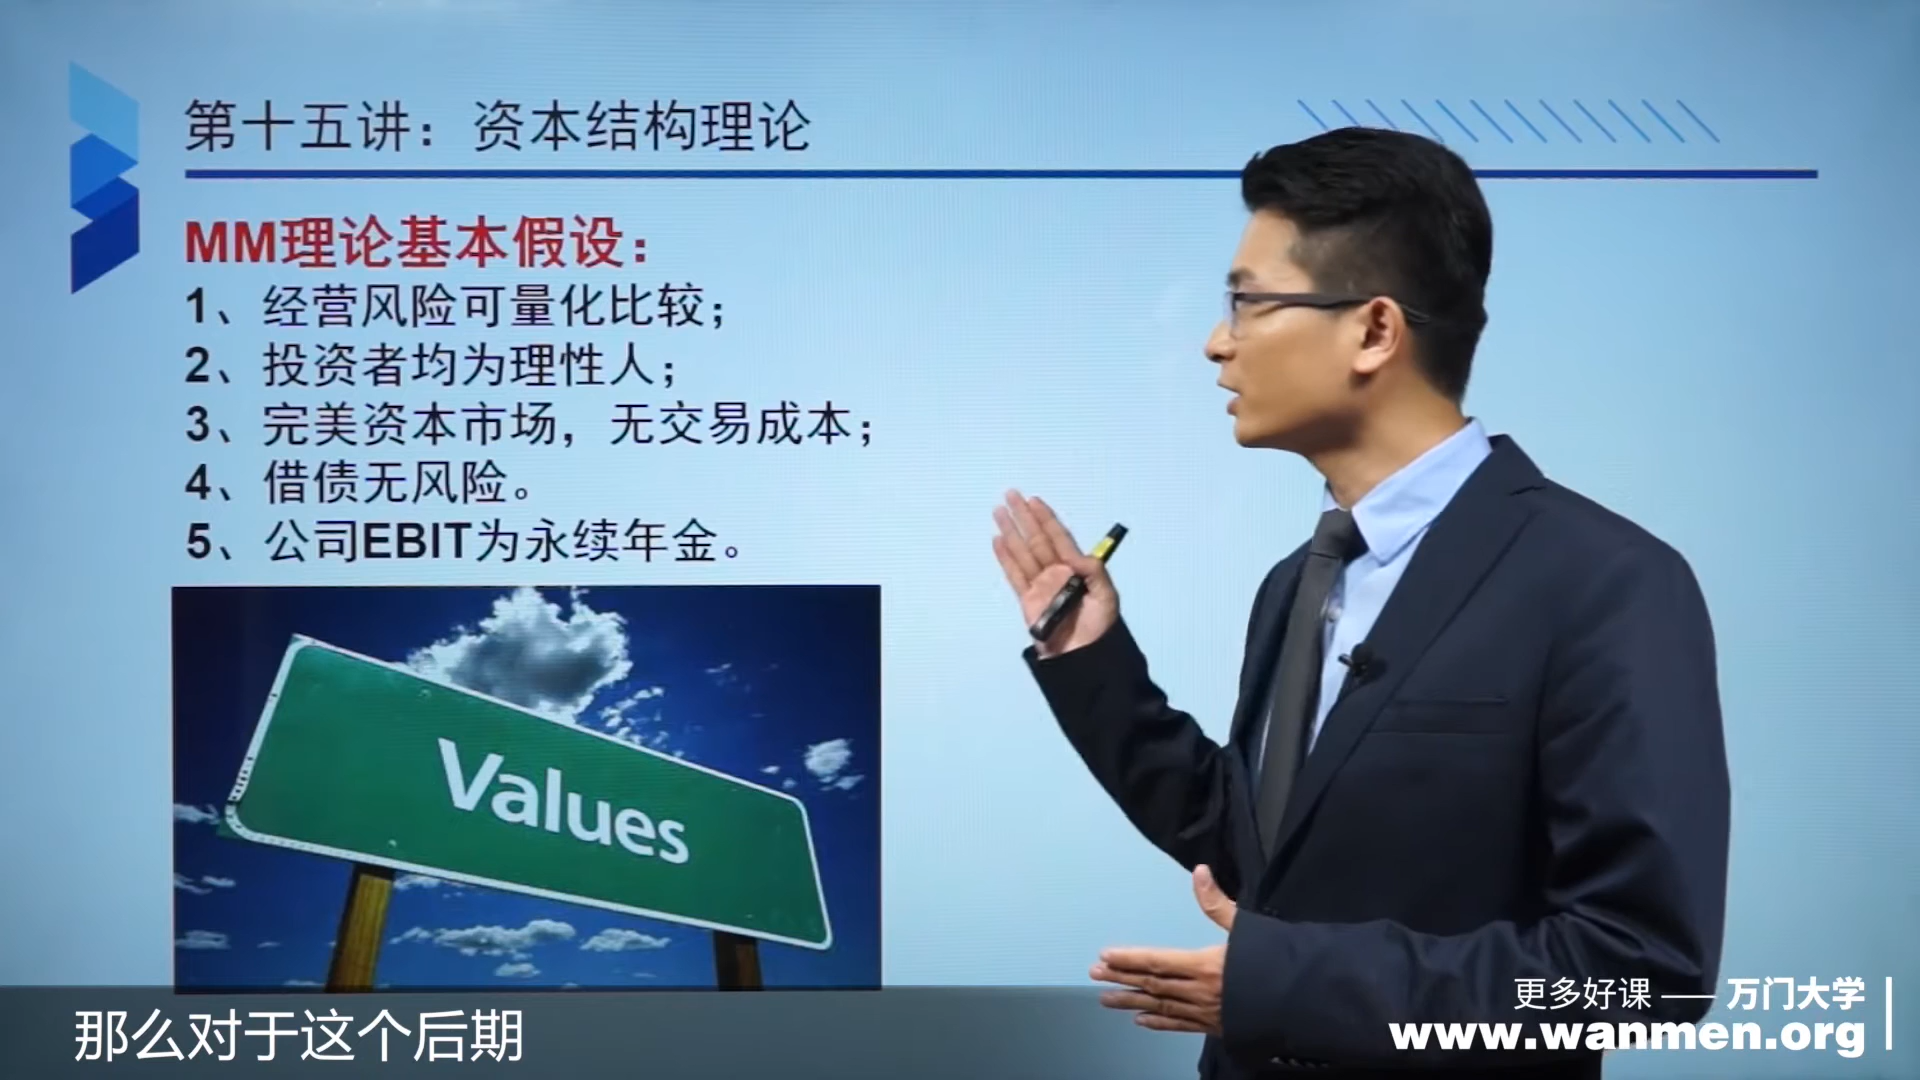 第十五讲：资本结构理论
MM理论基本假设：
1、经营风险可量化比较；
2、投资者均为理性人；
3、完美资本市场，无交易成本；
4、借债无风险。
5、公司EBIT为永续年金。
Values
那么对于这个后期
更多好课 —— 万门大学
www.wanmen.org